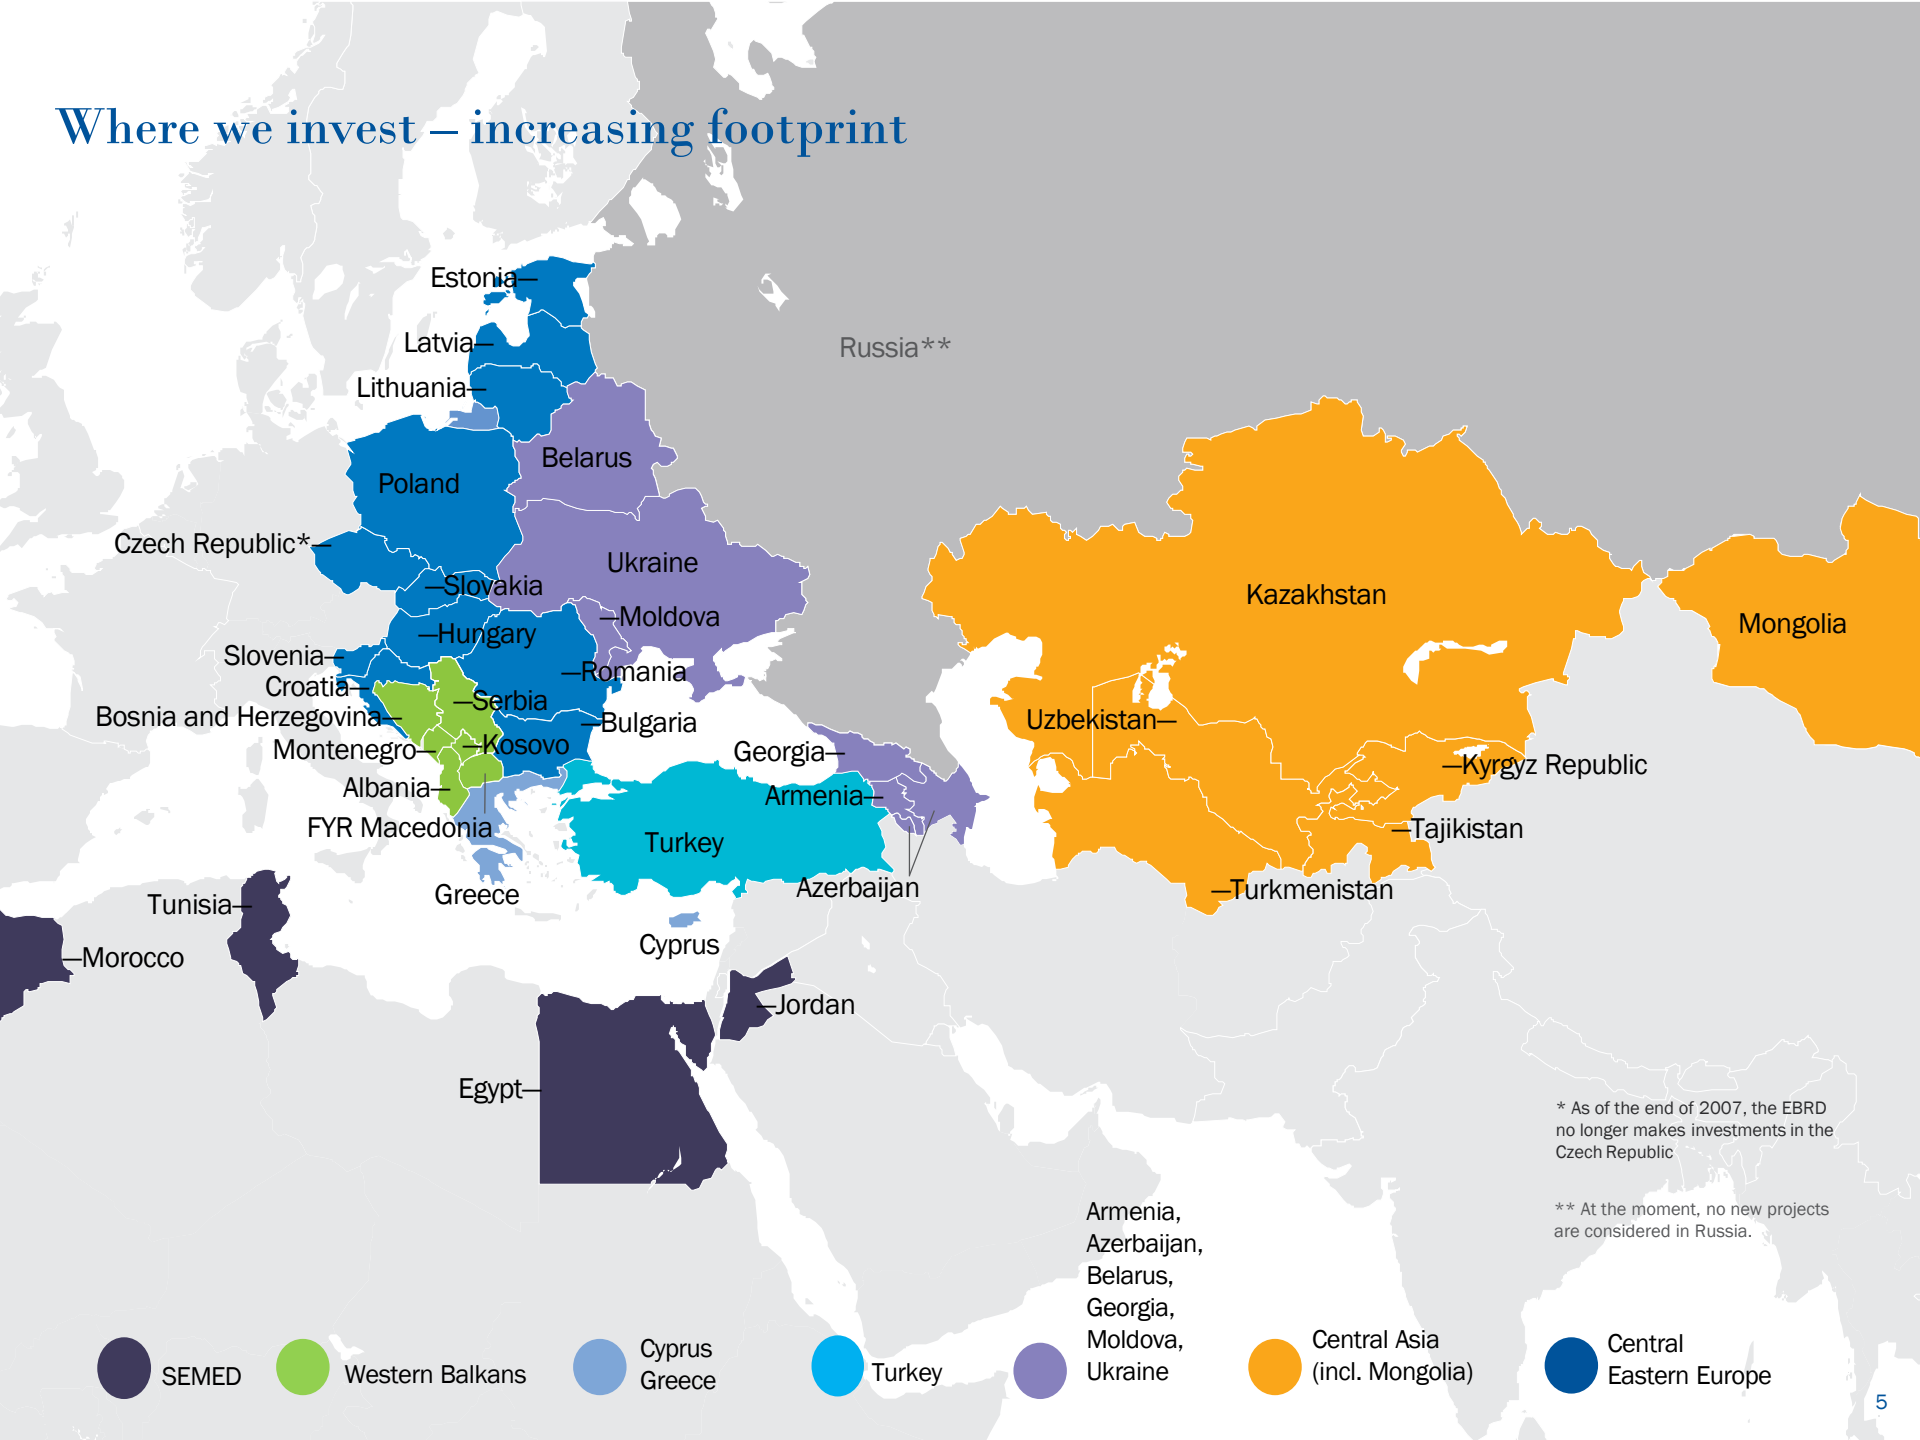 Where we invest – increasing footprint
Estonia
Latvia
Russia**
Lithuania
Belarus
Poland
Czech Republic*
Ukraine
Slovakia
Kazakhstan
Moldova
Mongolia
Hungary
Slovenia
Romania
Croatia
Serbia
Bosnia and Herzegovina
Bulgaria
Uzbekistan
Kosovo
Montenegro
Georgia
Kyrgyz Republic
Albania
Armenia
FYR Macedonia
Tajikistan
Turkey
Azerbaijan
Turkmenistan
Greece
Tunisia
Cyprus
Morocco
Jordan
Egypt
* As of the end of 2007, the EBRD
no longer makes investments in the
Czech Republic
** At the moment, no new projects
are considered in Russia.
SEMED
Western Balkans
Cyprus
Greece
Turkey
Armenia,
Azerbaijan,
Belarus,
Georgia,
Moldova,
Ukraine
Central Asia
(incl. Mongolia)
Central
Eastern Europe
5